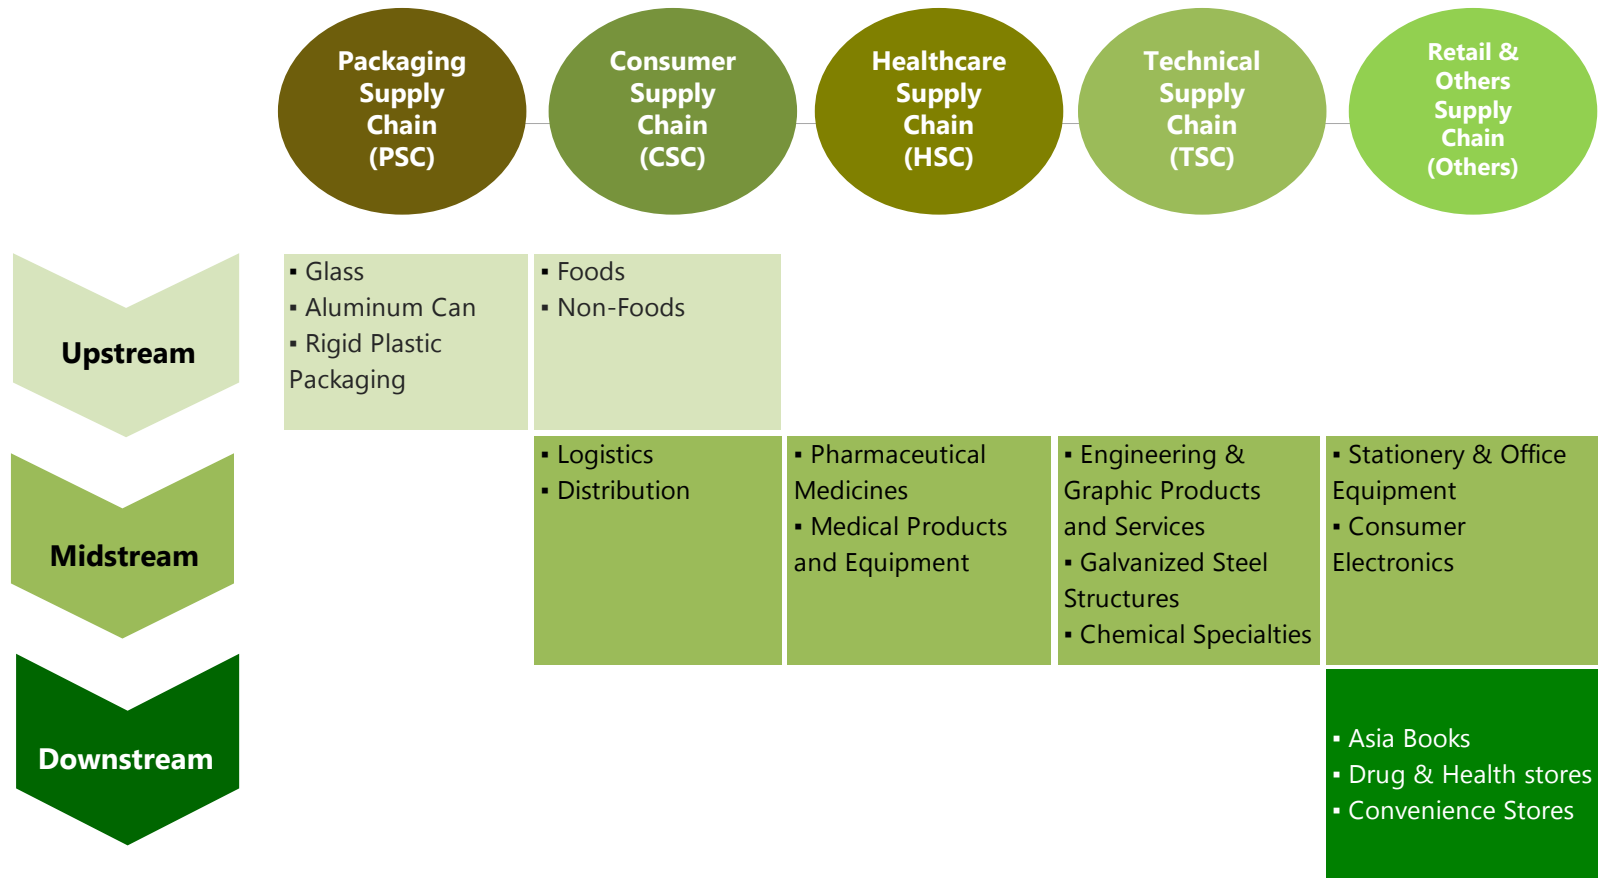 Packaging
Supply
Chain
(PSC)
Consumer
Supply
Chain
(CSC)
Healthcare
Supply
Chain
(HSC)
Technical
Supply
Chain
(TSC)
Retail &
Others
Supply
Chain
(Others)
Upstream
▪ Glass
▪ Aluminum Can
▪ Rigid Plastic
Packaging
▪ Foods
▪ Non-Foods
Midstream
▪ Logistics
▪ Distribution
▪ Pharmaceutical
Medicines
▪ Medical Products
and Equipment
▪ Engineering &
Graphic Products
and Services
▪ Galvanized Steel
Structures
▪ Chemical Specialties
▪ Stationery & Office
Equipment
▪ Consumer
Electronics
Downstream
▪ Asia Books
▪ Drug & Health stores
▪ Convenience Stores